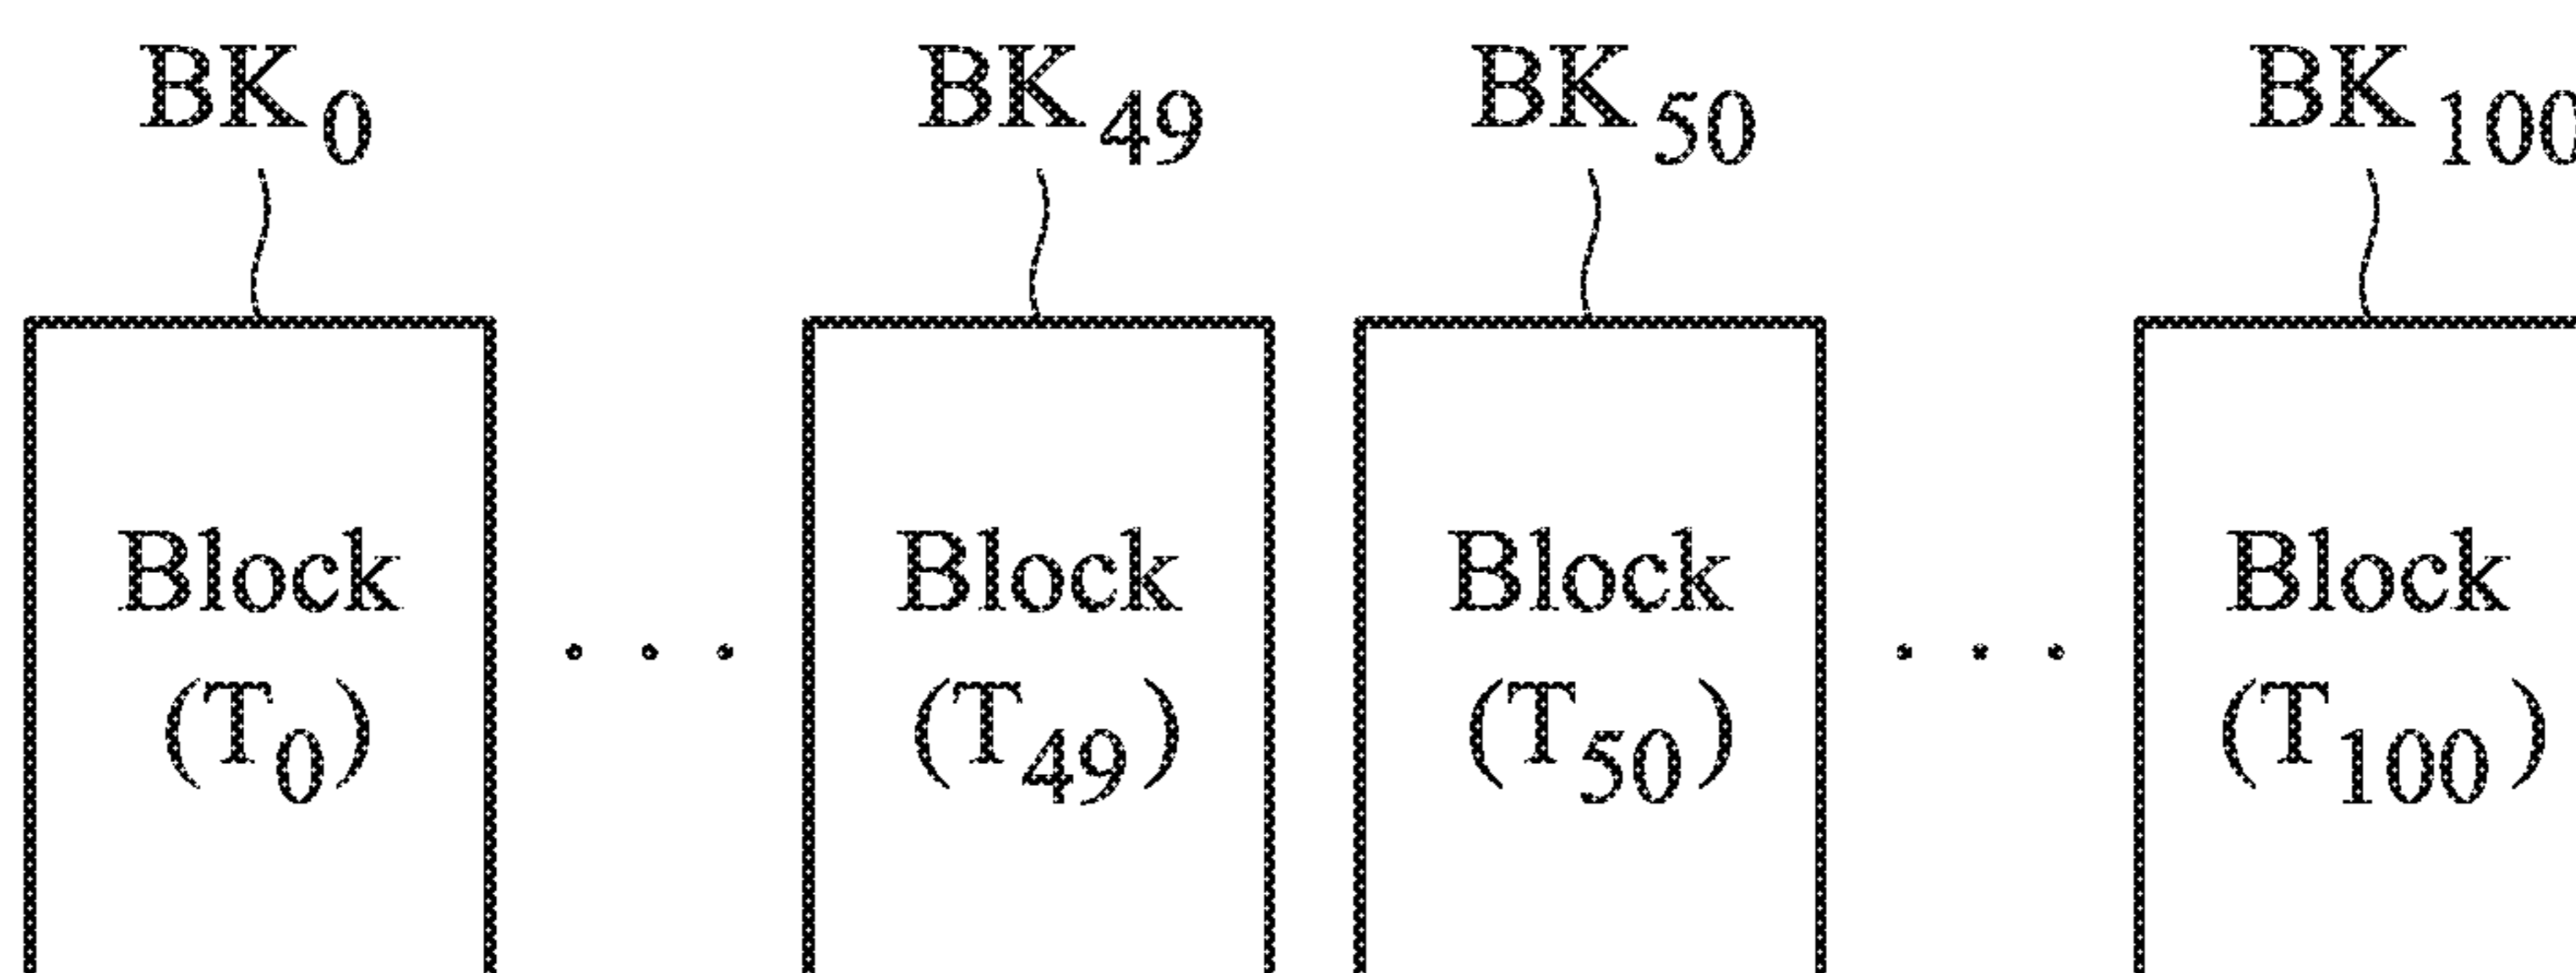 BK₀ BK₄₉ BK₅₀ BK₁₀₀
Block Block Block Block
(T₀) . . . (T₄₉) (T₅₀) . . . (T₁₀₀)